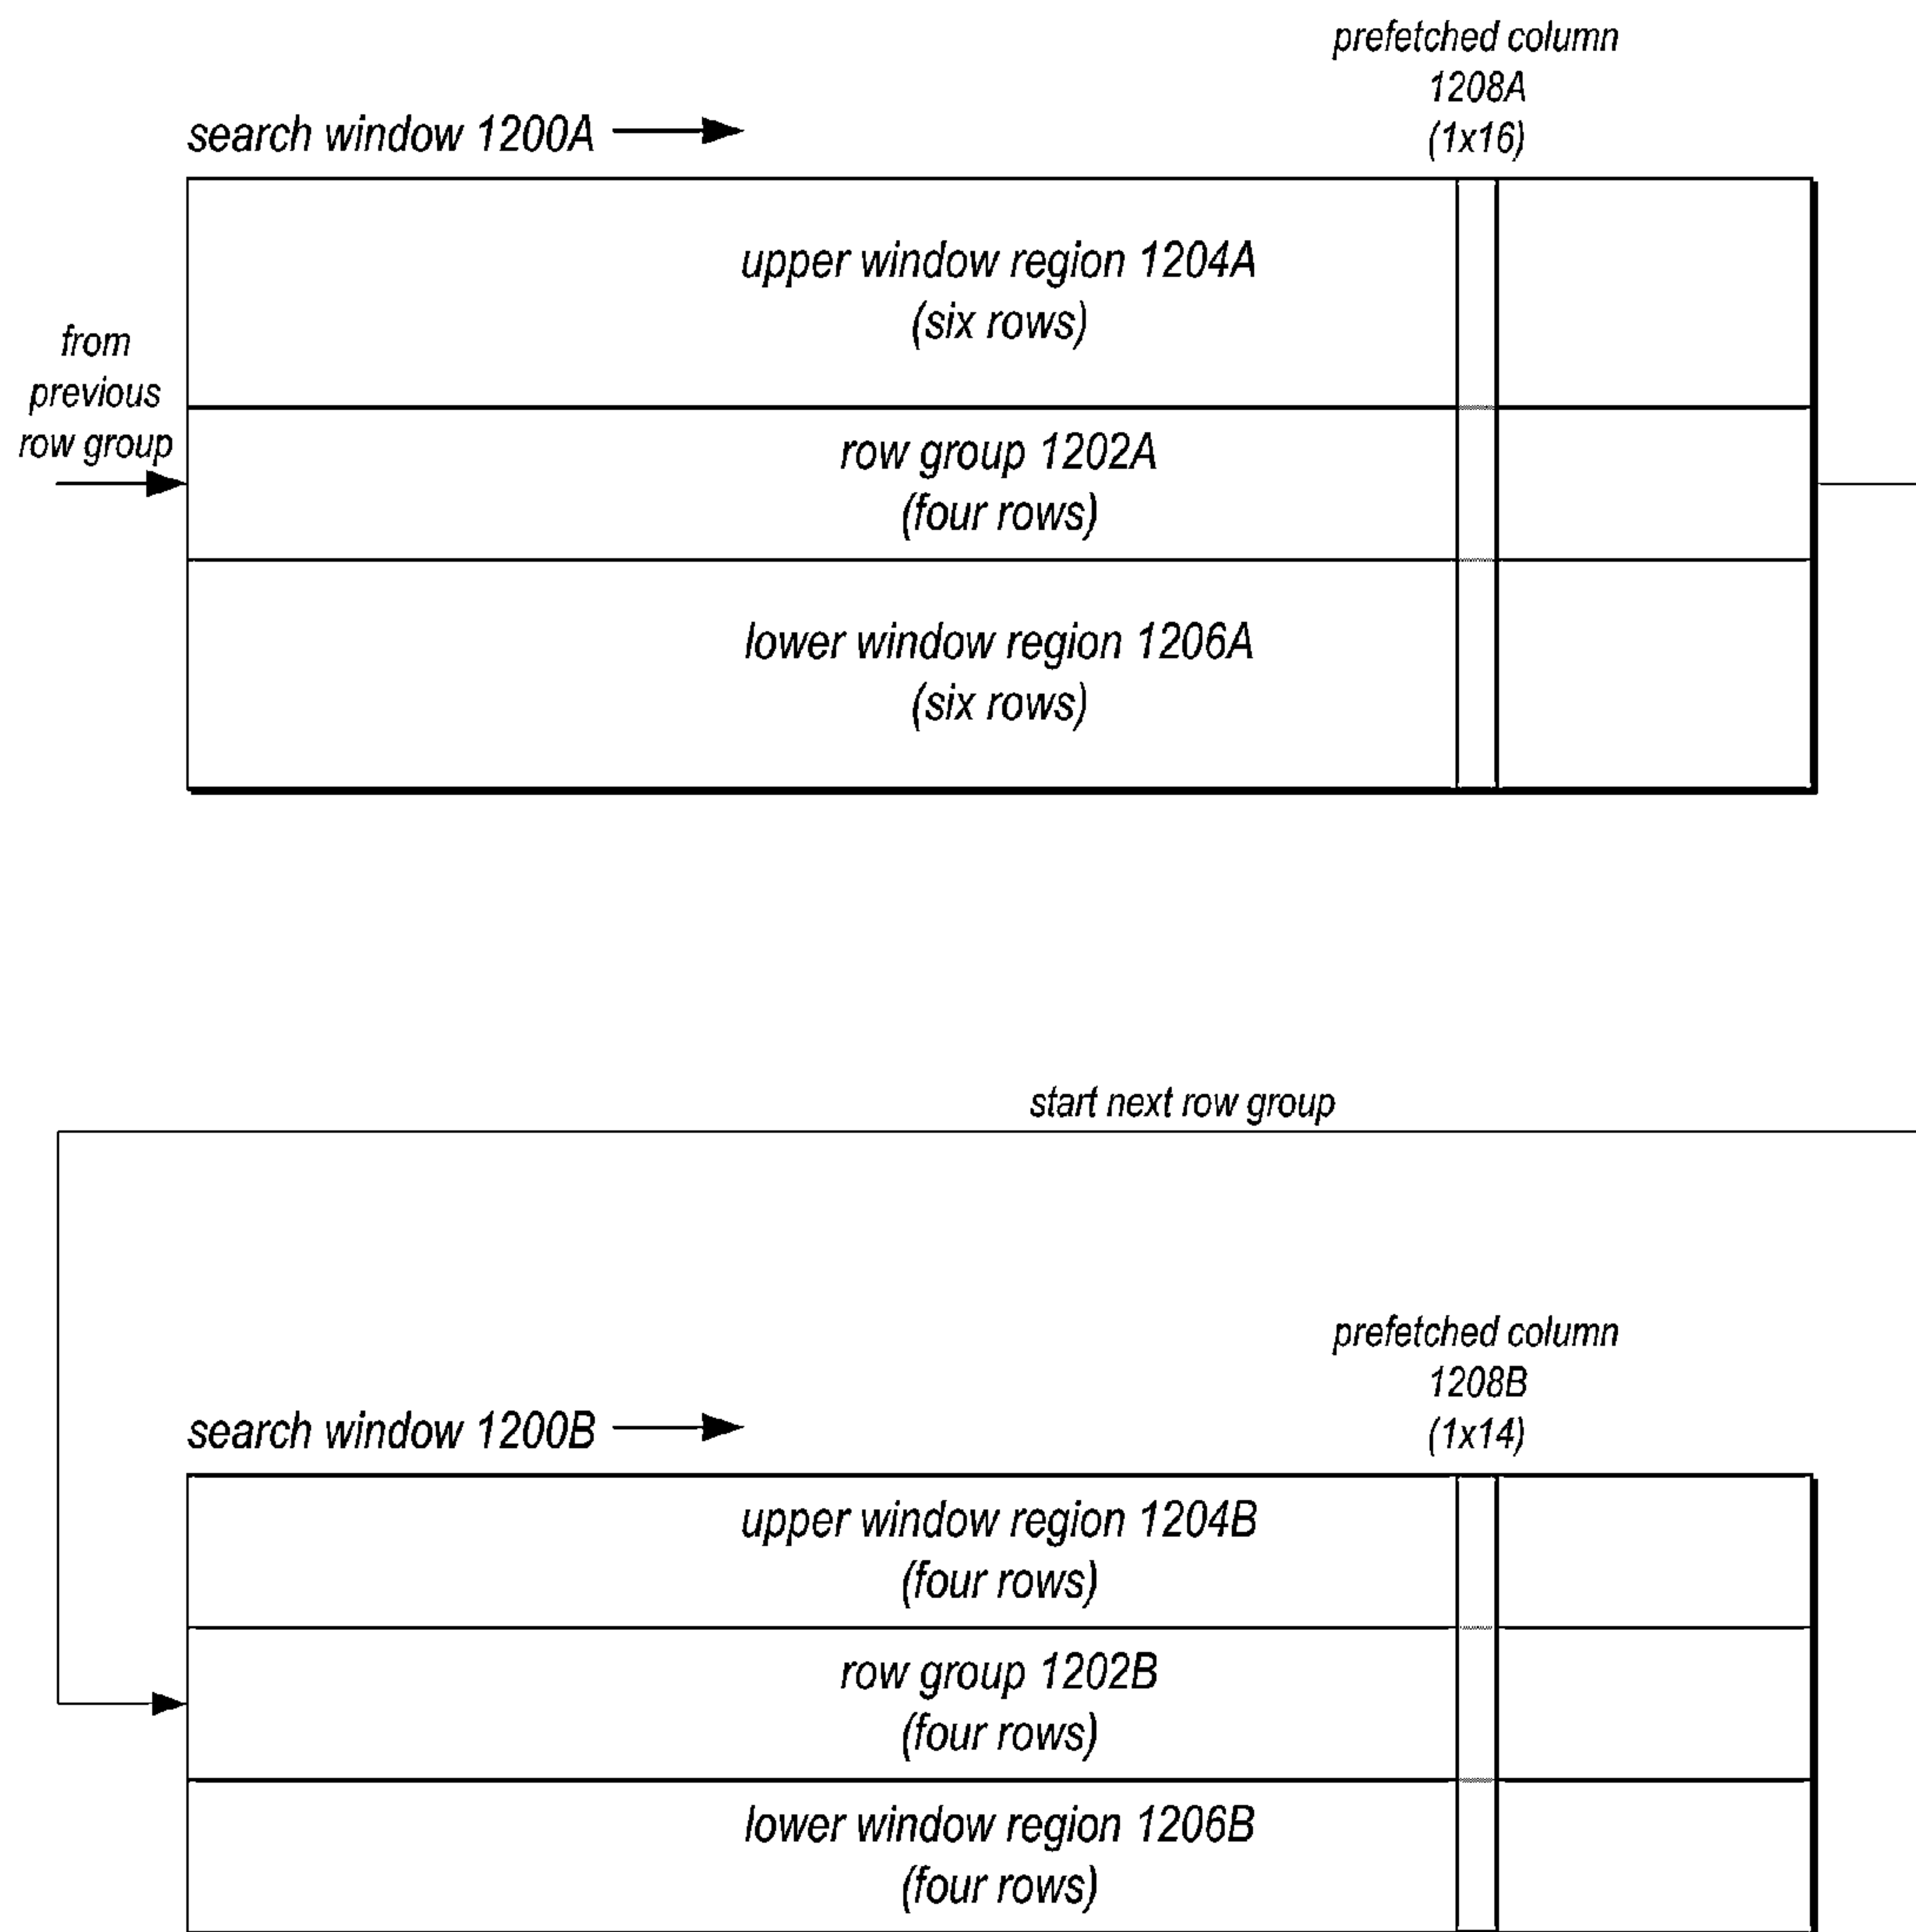 prefetched column
1208A
(1x16)
search window 1200A
upper window region 1204A
(six rows)
from
previous
row group
row group 1202A
(four rows)
lower window region 1206A
(six rows)
start next row group
prefetched column
1208B
(1x14)
search window 1200B
upper window region 1204B
(four rows)
row group 1202B
(four rows)
lower window region 1206B
(four rows)